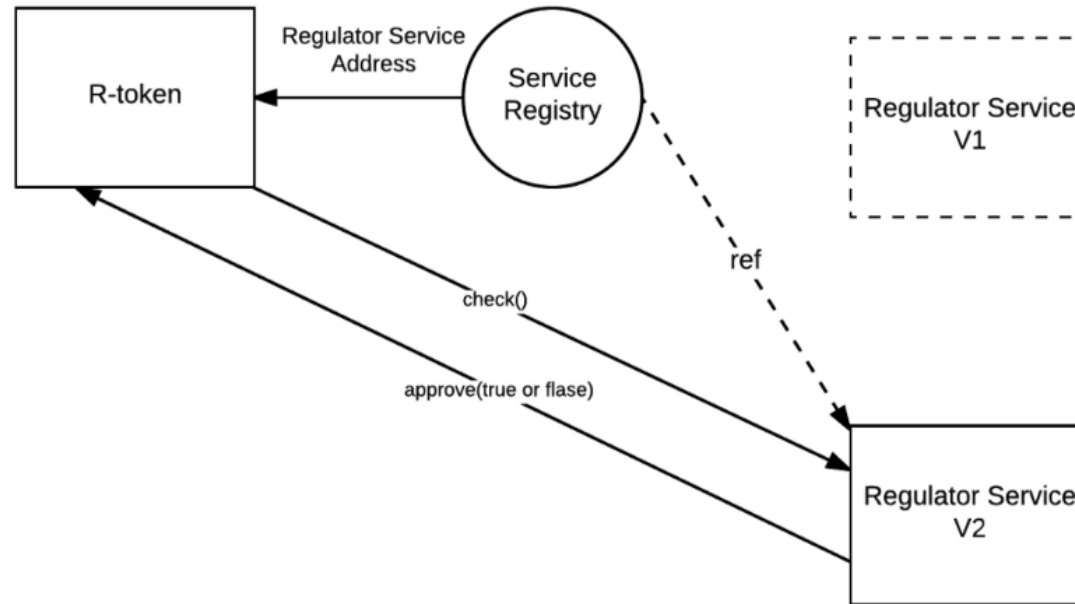 Regulator Service
Address
R-token
Service
Registry
Regulator Service
V1
ref
check()
approve(true or flase)
Regulator Service
V2